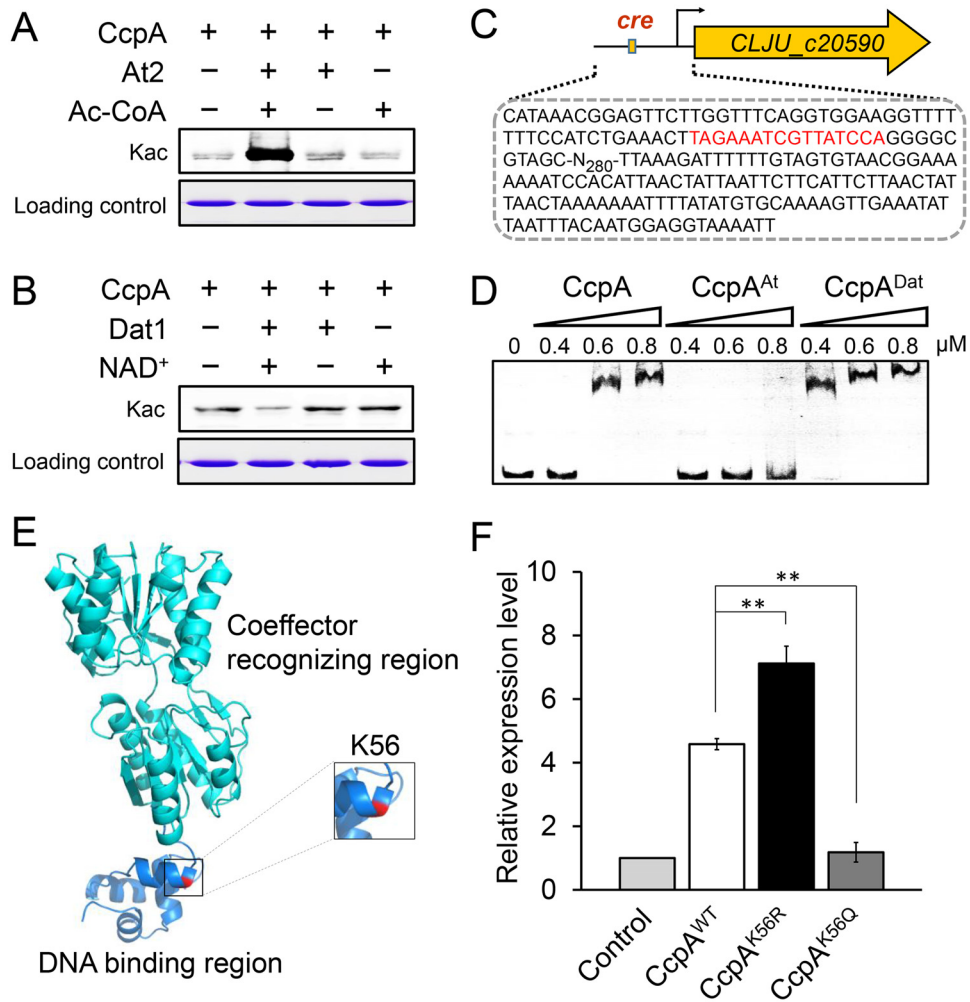 A
CcpA + + + +
At2 − + + −
Ac-CoA − + − +
Kac
Loading control
B
CcpA + + + +
Dat1 − + + −
NAD+ − + − +
Kac
Loading control
C
cre
CLJU_c20590
CATAAACGGAGTTCTTGGTTTCAGGTGGAAGGTTTT
TTTCCATCTGAAACTTAGAAATCGTTATCCAGGGGC
GTAGC-N280-TTAAAGATTTTTTGTAGTGTAACGGAAA
AAAATCCACATTAACTATTAATTCTTCATTCTTAACTAT
TAACTAAAAAAAATTTTATATGTGCAAAAGTTGAAATAT
TAATTTACAATGGAGGTAAAATT
D
CcpA CcpAAt CcpADat
0 0.4 0.6 0.8 0.4 0.6 0.8 0.4 0.6 0.8 μM
E
Coeffector
recognizing region
K56
DNA binding region
F
Relative expression level
10
8
6
4
2
0
**
**
Control
CcpAWT
CcpAK56R
CcpAK56Q